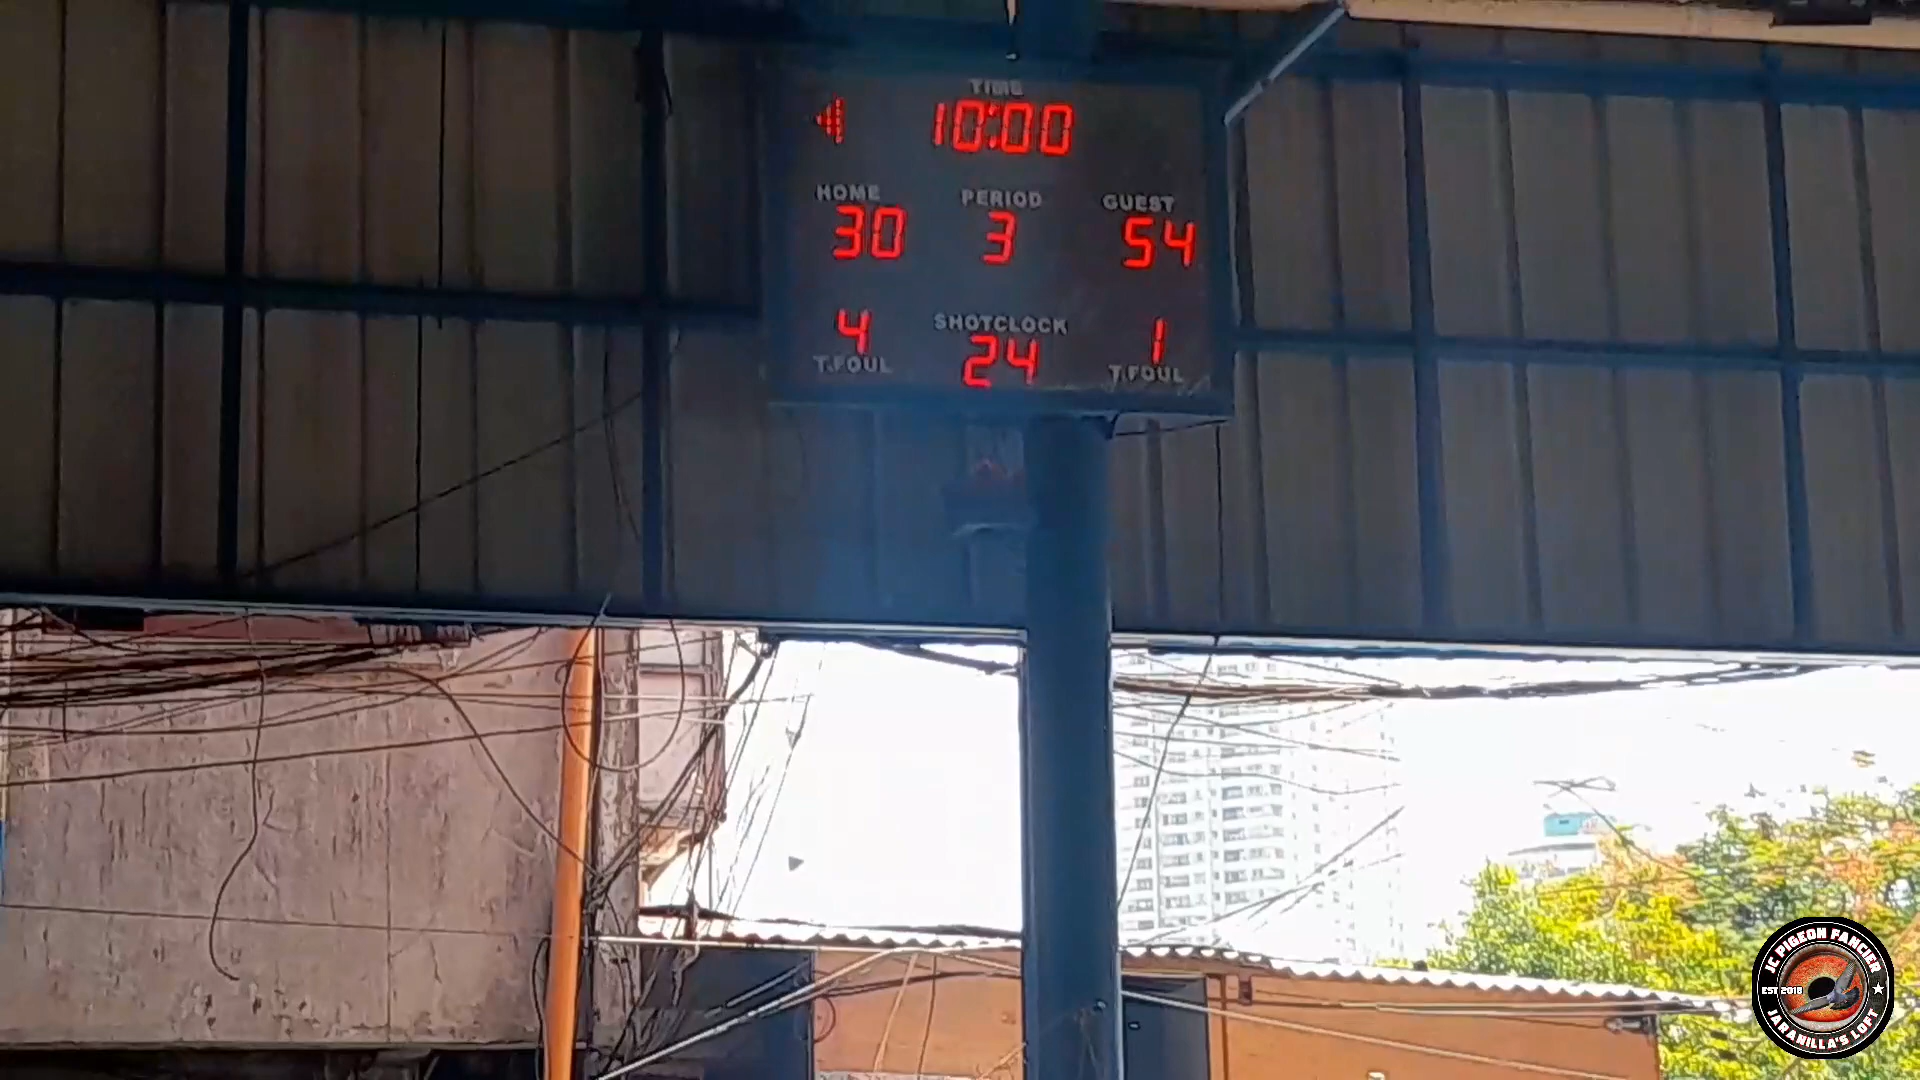 TIME
10:00
HOME PERIOD GUEST
30 3 54
4 SHOTCLOCK 1
T.FOUL 24 T.FOUL
JC PIGEON FANCIER
EST 2018
JARANILLA'S LOFT